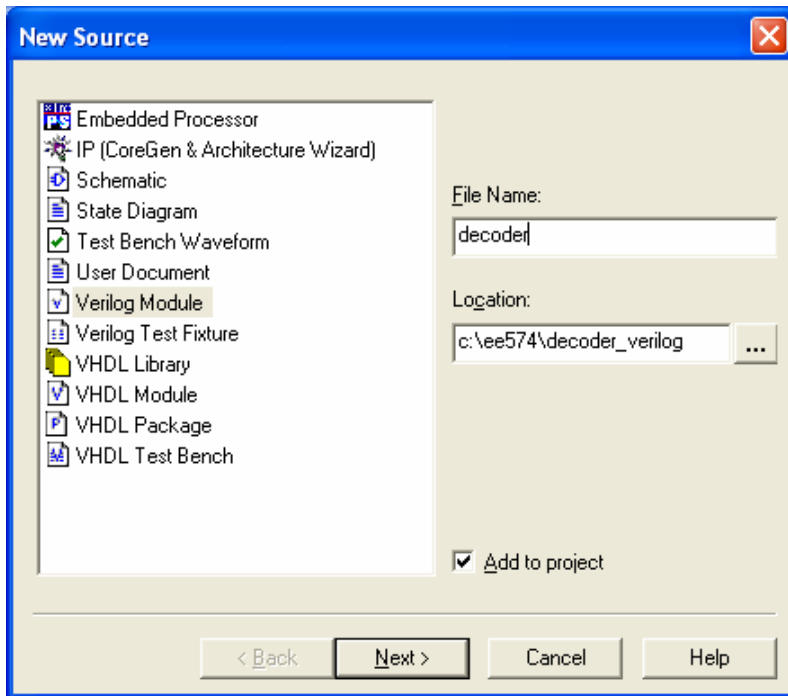 New Source
Embedded Processor
IP (CoreGen & Architecture Wizard)
Schematic
State Diagram
Test Bench Waveform
User Document
Verilog Module
Verilog Test Fixture
VHDL Library
VHDL Module
VHDL Package
VHDL Test Bench
File Name:
decoder
Location:
c:\ee574\decoder_verilog
...
Add to project
< Back
Next >
Cancel
Help